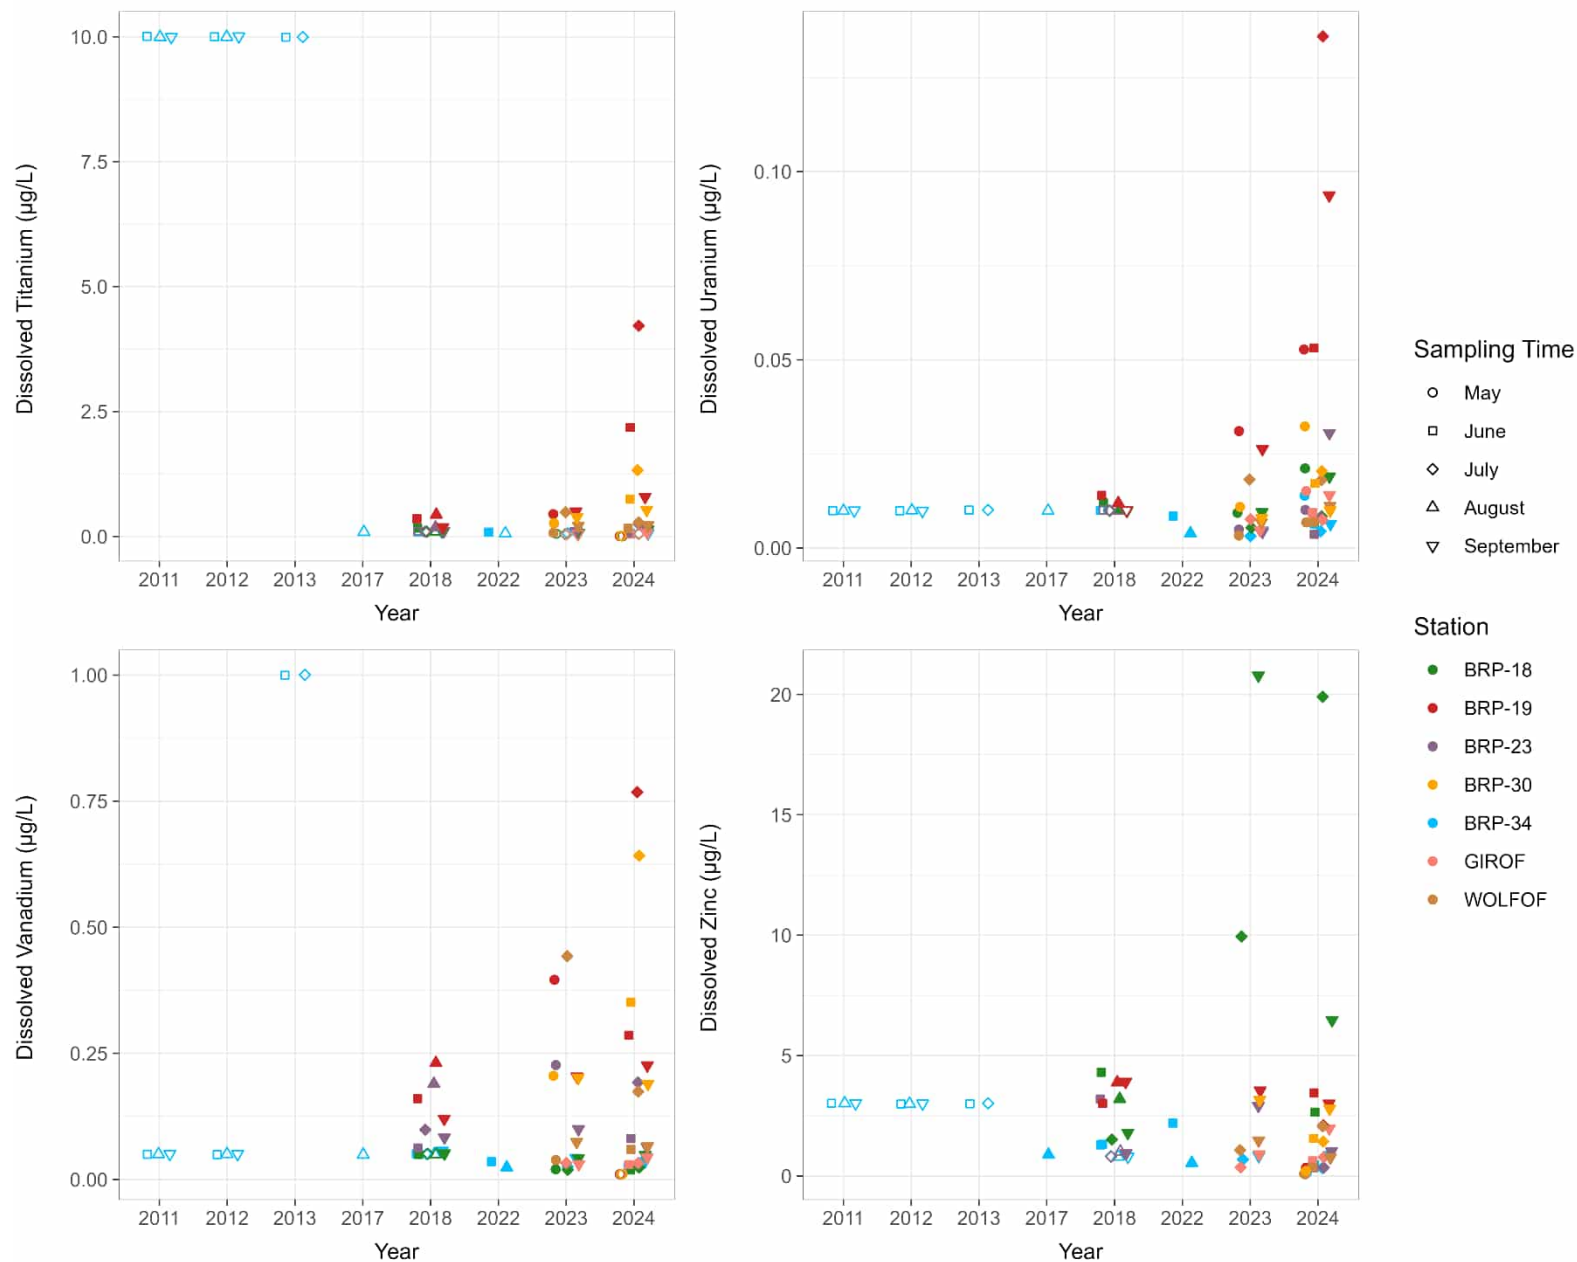 Dissolved Titanium (µg/L)
10.0
7.5
5.0
2.5
0.0
2011 2012 2013 2017 2018 2022 2023 2024
Year
Dissolved Uranium (µg/L)
0.10
0.05
0.00
2011 2012 2013 2017 2018 2022 2023 2024
Year
Dissolved Vanadium (µg/L)
1.00
0.75
0.50
0.25
0.00
2011 2012 2013 2017 2018 2022 2023 2024
Year
Dissolved Zinc (µg/L)
20
15
10
5
0
2011 2012 2013 2017 2018 2022 2023 2024
Year
Sampling Time
May
June
July
August
September
Station
BRP-18
BRP-19
BRP-23
BRP-30
BRP-34
GIROF
WOLFOF